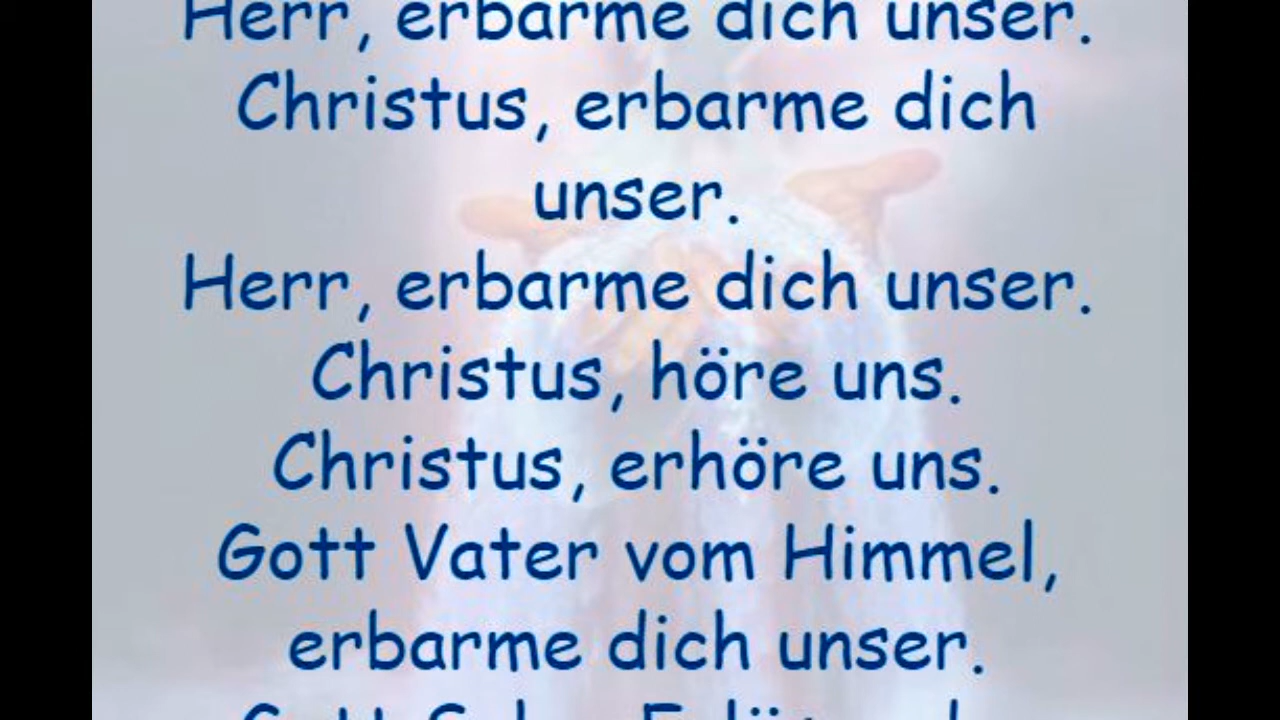 Herr, erbarme dich unser.
Christus, erbarme dich
unser.
Herr, erbarme dich unser.
Christus, höre uns.
Christus, erhöre uns.
Gott Vater vom Himmel,
erbarme dich unser.